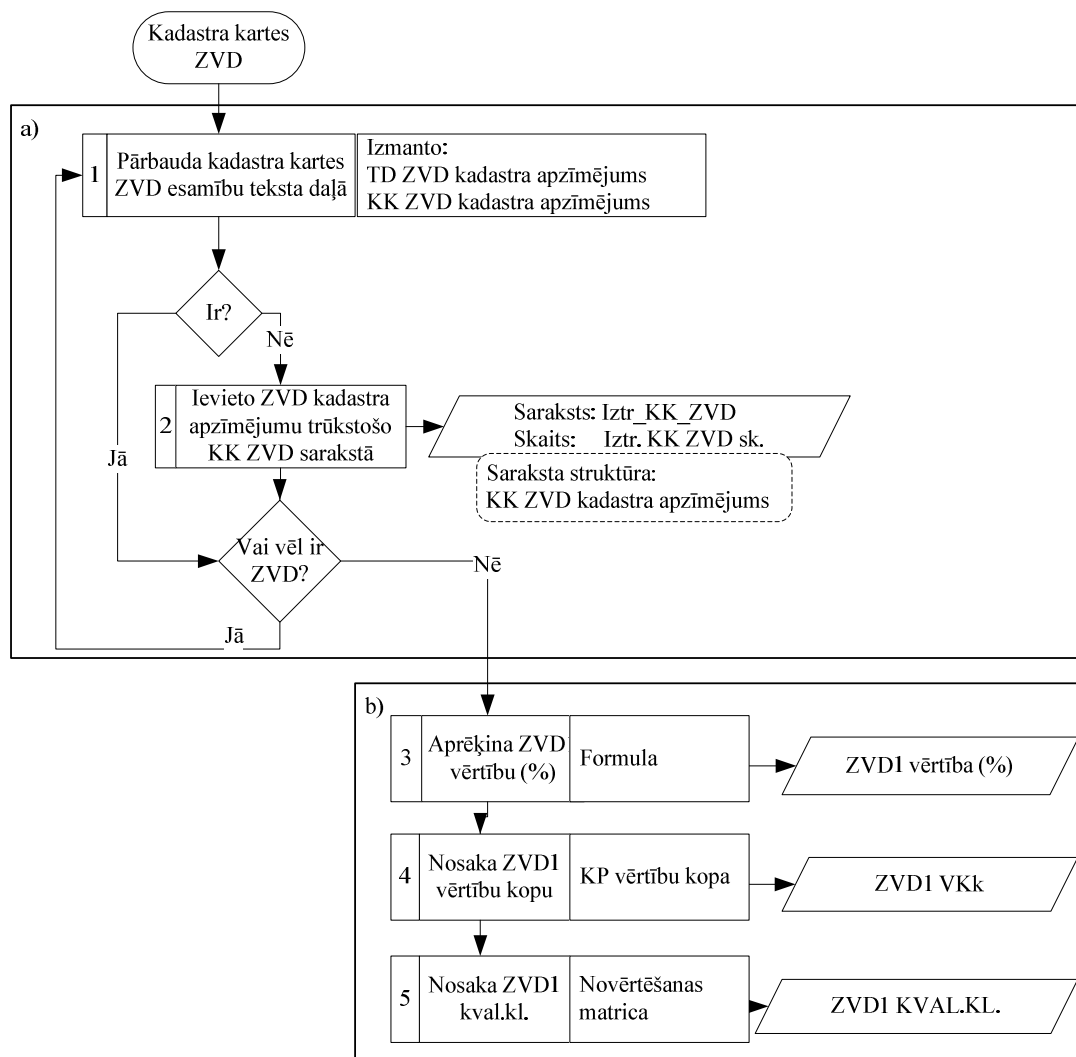 Kadastra kartes
ZVD
a)
1
Pārbauda kadastra kartes
ZVD esamību teksta daļā
Izmanto:
TD ZVD kadastra apzīmējums
KK ZVD kadastra apzīmējums
Ir?
Nē
Jā
2
Ievieto ZVD kadastra
apzīmējumu trūkstošo
KK ZVD sarakstā
Saraksts: Iztr_KK_ZVD
Skaits: Iztr. KK ZVD sk.
Saraksta struktūra:
KK ZVD kadastra apzīmējums
Vai vēl ir
ZVD?
Nē
Jā
b)
3
Aprēķina ZVD
vērtību (%)
Formula
ZVD1 vērtība (%)
4
Nosaka ZVD1
vērtību kopu
KP vērtību kopa
ZVD1 VKk
5
Nosaka ZVD1
kval.kl.
Novērtēšanas
matrica
ZVD1 KVAL.KL.